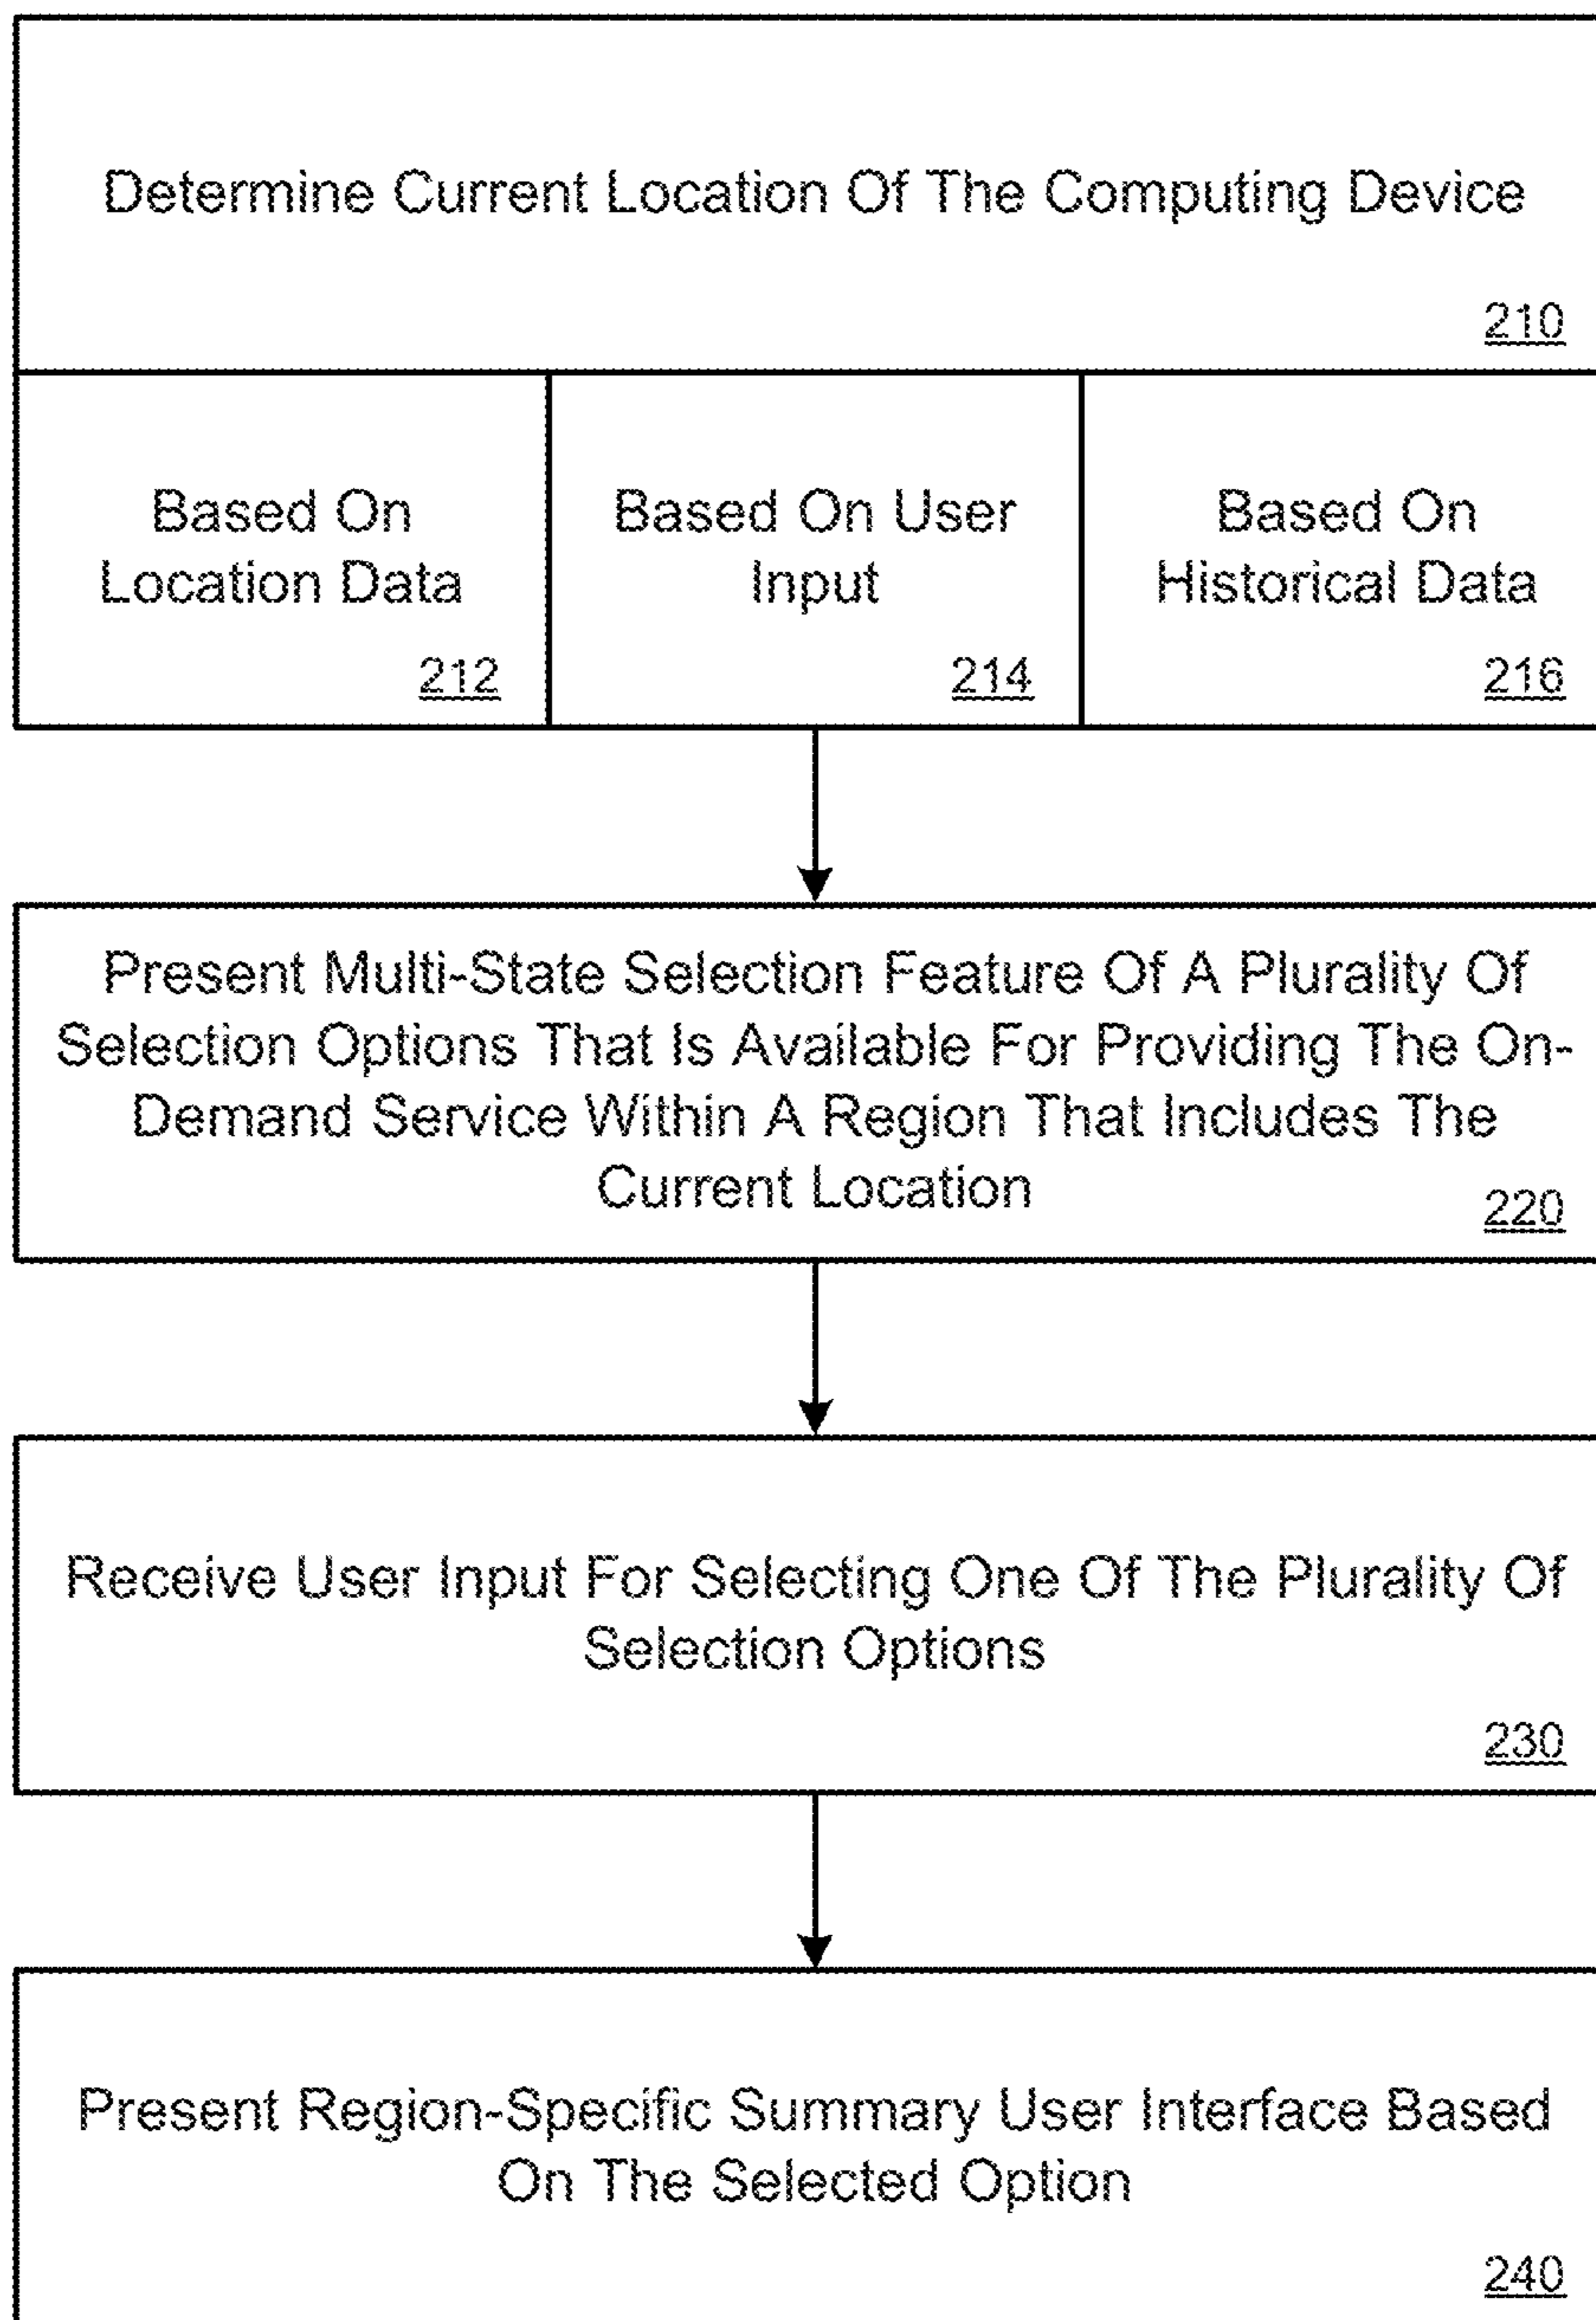 Determine Current Location Of The Computing Device
210
Based On
Location Data
212
Based On User
Input
214
Based On
Historical Data
216
Present Multi-State Selection Feature Of A Plurality Of
Selection Options That Is Available For Providing The On-
Demand Service Within A Region That Includes The
Current Location
220
Receive User Input For Selecting One Of The Plurality Of
Selection Options
230
Present Region-Specific Summary User Interface Based
On The Selected Option
240